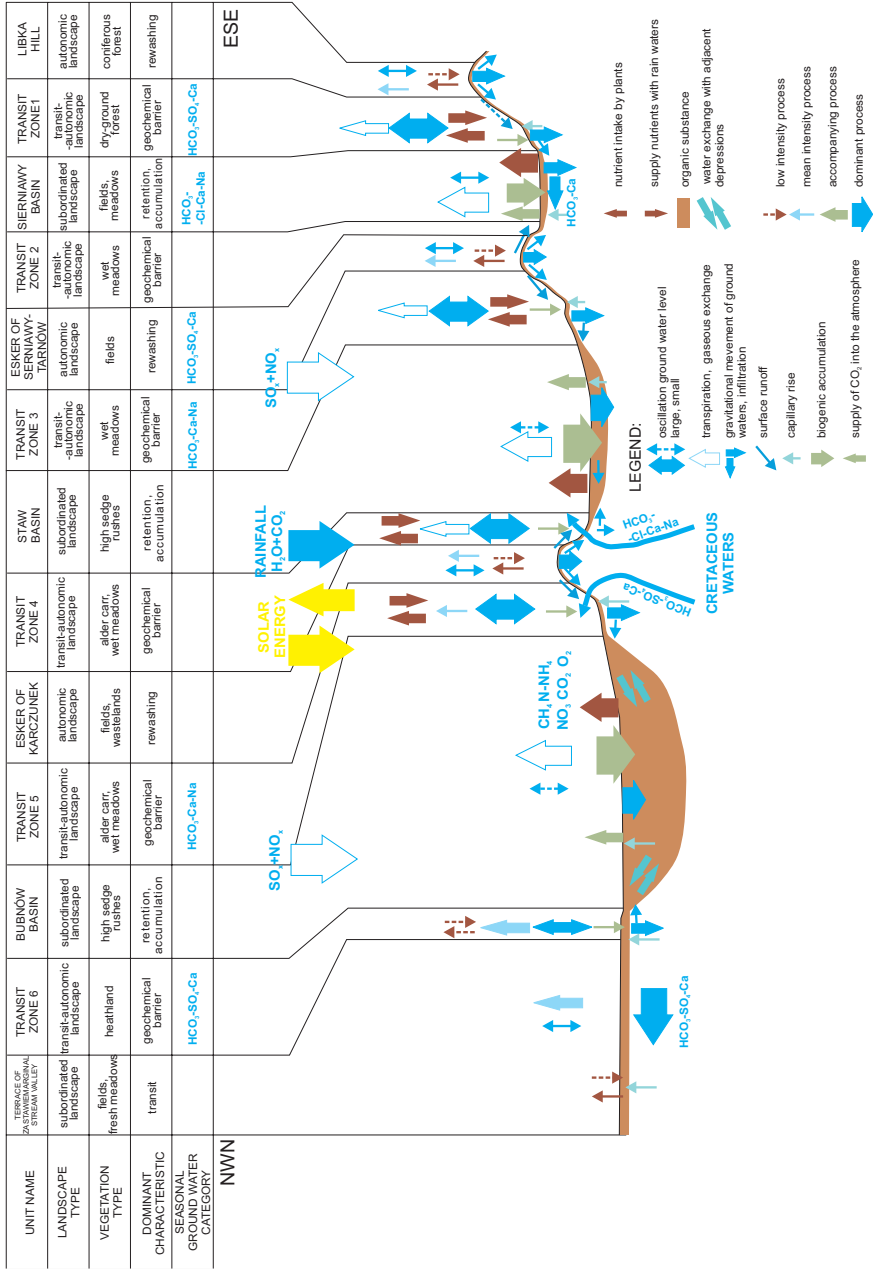 UNIT NAME
TERRACE OF
ZASTAWIEMARGINAL
STREAM VALLEY
TRANSIT
ZONE 6
BUBNÓW
BASIN
TRANSIT
ZONE 5
ESKER OF
KARCZUNEK
TRANSIT
ZONE 4
STAW
BASIN
TRANSIT
ZONE 3
ESKER OF
SERNIAWY-
TARNÓW
TRANSIT
ZONE 2
SIERNIAWY
BASIN
TRANSIT
ZONE1
LIBKA
HILL
LANDSCAPE
TYPE
subordinated
landscape
transit-autonomic
landscape
subordinated
landscape
transit-autonomic
landscape
autonomic
landscape
transit-autonomic
landscape
subordinated
landscape
transit-
-autonomic
landscape
autonomic
landscape
transit-
-autonomic
landscape
subordinated
landscape
transit-
-autonomic
landscape
autonomic
landscape
VEGETATION
TYPE
fields,
fresh meadows
heathland
high sedge
rushes
alder carr,
wet meadows
fields,
wastelands
alder carr,
wet meadows
high sedge
rushes
wet
meadows
fields
wet
meadows
fields,
meadows
dry-ground
forest
coniferous
forest
DOMINANT
CHARACTERISTIC
transit
geochemical
barrier
retention,
accumulation
geochemical
barrier
rewashing
geochemical
barrier
retention,
accumulation
geochemical
barrier
rewashing
geochemical
barrier
retention,
accumulation
geochemical
barrier
rewashing
SEASONAL
GROUND WATER
CATEGORY
HCO₃-SO₄-Ca
HCO₃-Ca-Na
HCO₃-Ca-Na
HCO₃-SO₄-Ca
HCO₃-
-Cl-Ca-Na
HCO₃-SO₄-Ca
NWN
ESE
SOₓ+NOₓ
SOLAR
ENERGY
RAINFALL
H₂O+CO₂
SOₓ+NOₓ
CH₄ N-NH₄
NO₃ CO₂ O₂
HCO₃-SO₄-Ca
HCO₃-SO₄-Ca
HCO₃-
-Cl-Ca-Na
CRETACEOUS
WATERS
HCO₃-Ca
LEGEND:
oscillation ground water level
large, small
transpiration, gaseous exchange
gravitational movement of ground
waters, infiltration
surface runoff
capillary rise
biogenic accumulation
supply of CO₂ into the atmosphere
nutrient intake by plants
supply nutrients with rain waters
organic substance
water exchange with adjacent
depressions
low intensity process
mean intensity process
accompanying process
dominant process